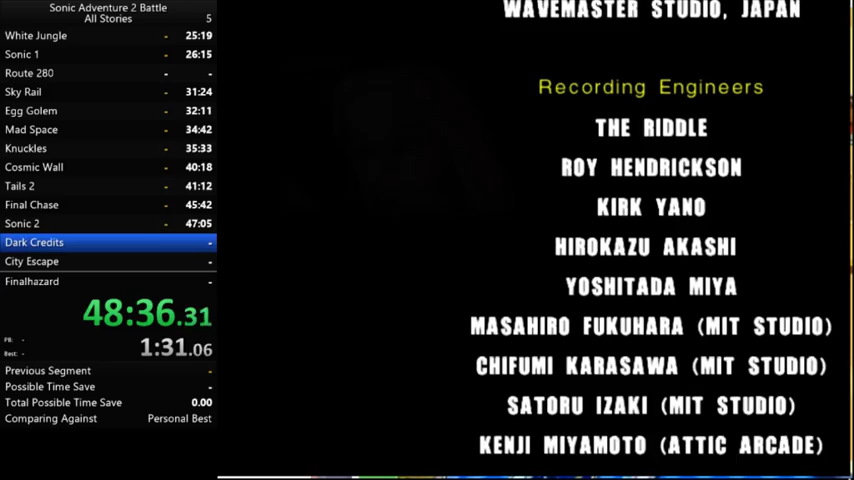 Sonic Adventure 2 Battle
All Stories 5
White Jungle - 25:19
Sonic 1 - 26:15
Route 280 - -
Sky Rail - 31:24
Egg Golem - 32:11
Mad Space - 34:42
Knuckles - 35:33
Cosmic Wall - 40:18
Tails 2 - 41:12
Final Chase - 45:42
Sonic 2 - 47:05
Dark Credits -
City Escape -
Finalhazard -
48:36.31
PB: -
Best: - 1:31.06
Previous Segment -
Possible Time Save -
Total Possible Time Save 0.00
Comparing Against Personal Best
WAVEMASTER STUDIO, JAPAN
Recording Engineers
THE RIDDLE
ROY HENDRICKSON
KIRK YANO
HIROKAZU AKASHI
YOSHITADA MIYA
MASAHIRO FUKUHARA (MIT STUDIO)
CHIFUMI KARASAWA (MIT STUDIO)
SATORU IZAKI (MIT STUDIO)
KENJI MIYAMOTO (ATTIC ARCADE)